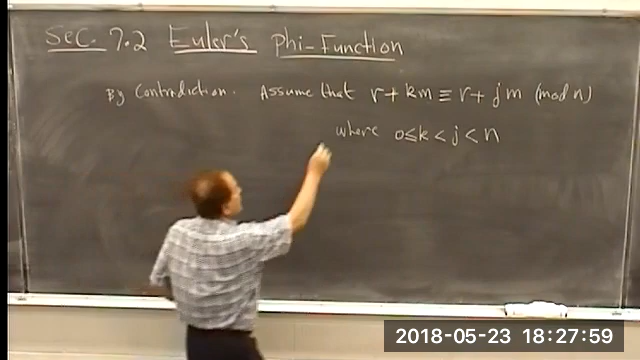 Sec. 7.2 Euler's Phi-Function
By Contradiction. Assume that r + km ≡ r + jm (mod n)
where 0 ≤ k < j < n
2018-05-23 18:27:59